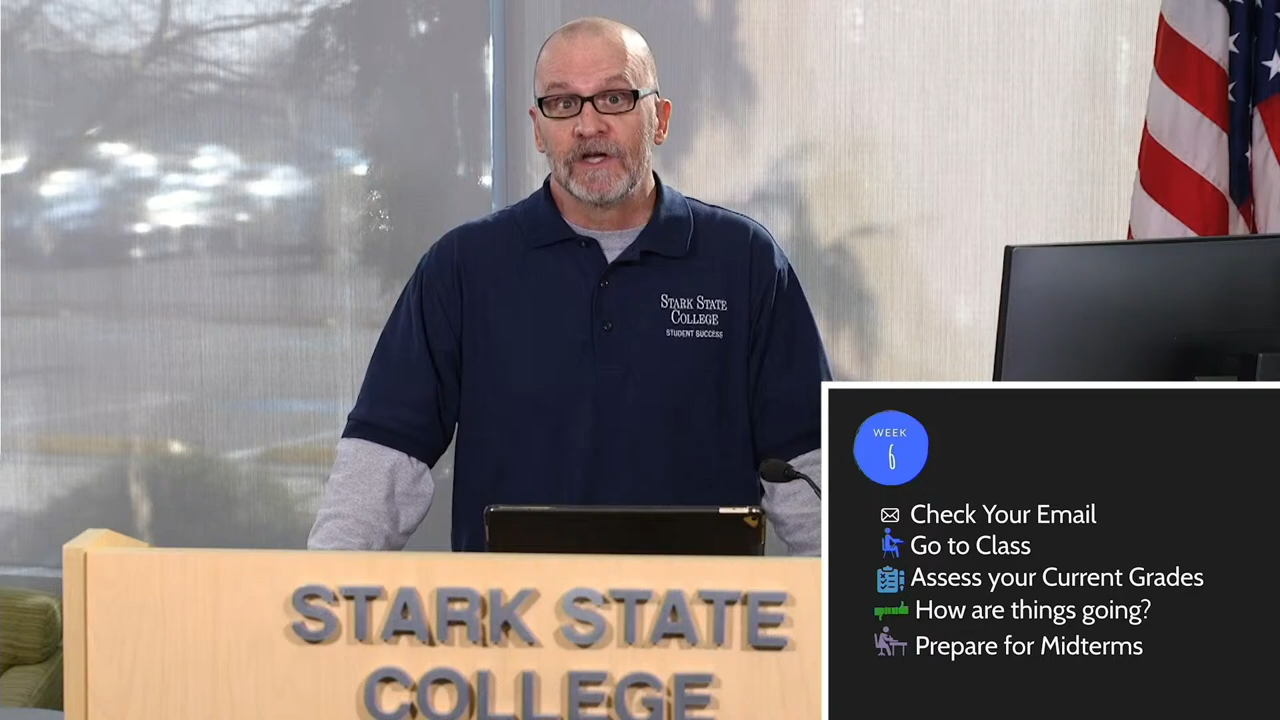 STARK STATE
COLLEGE
STUDENT SUCCESS
STARK STATE
COLLEGE
WEEK
6
Check Your Email
Go to Class
Assess your Current Grades
How are things going?
Prepare for Midterms